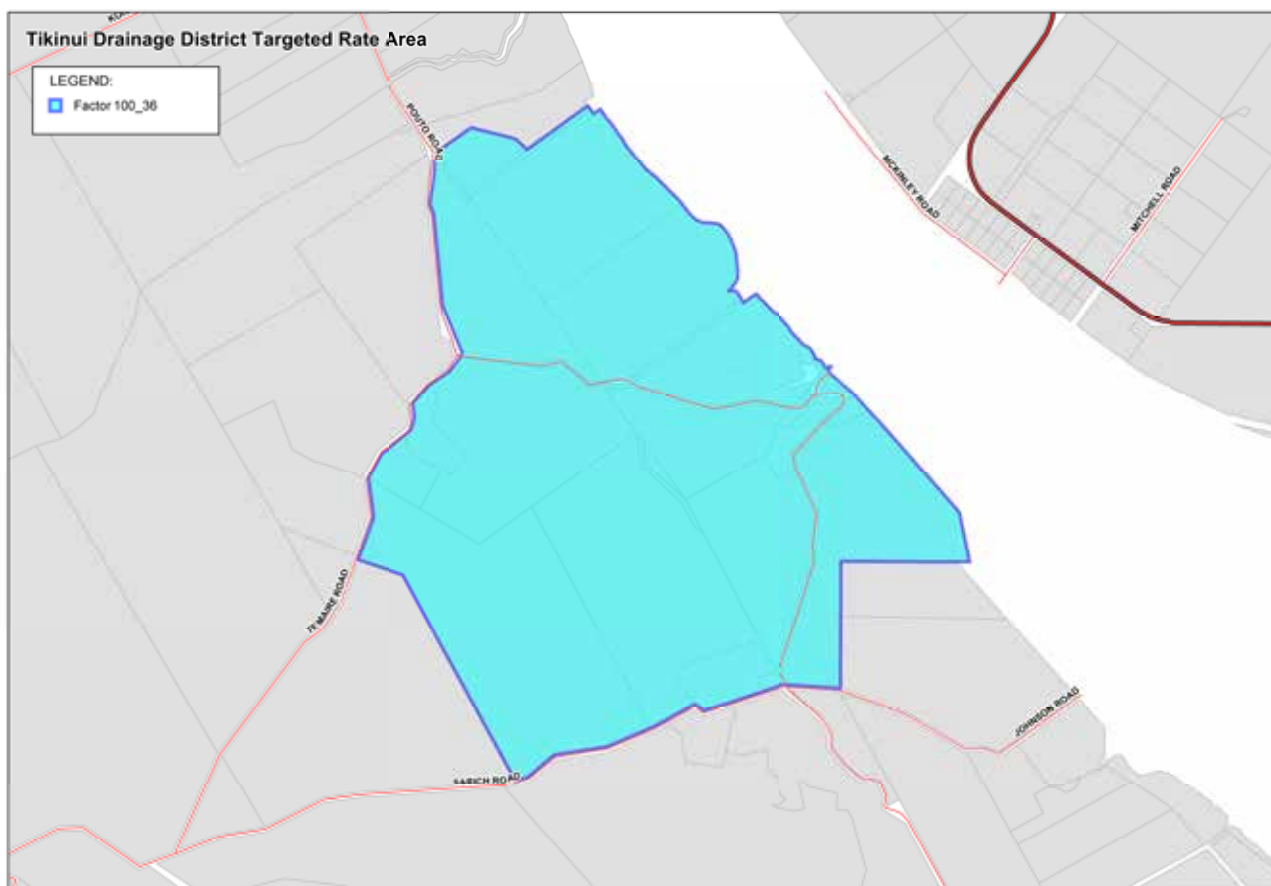 Tikinui Drainage District Targeted Rate Area
LEGEND:
Factor 100_36
POUTO ROAD
MCKINLEY ROAD
MITCHELL ROAD
MAIRE ROAD
JOHNSON ROAD
SARICH ROAD